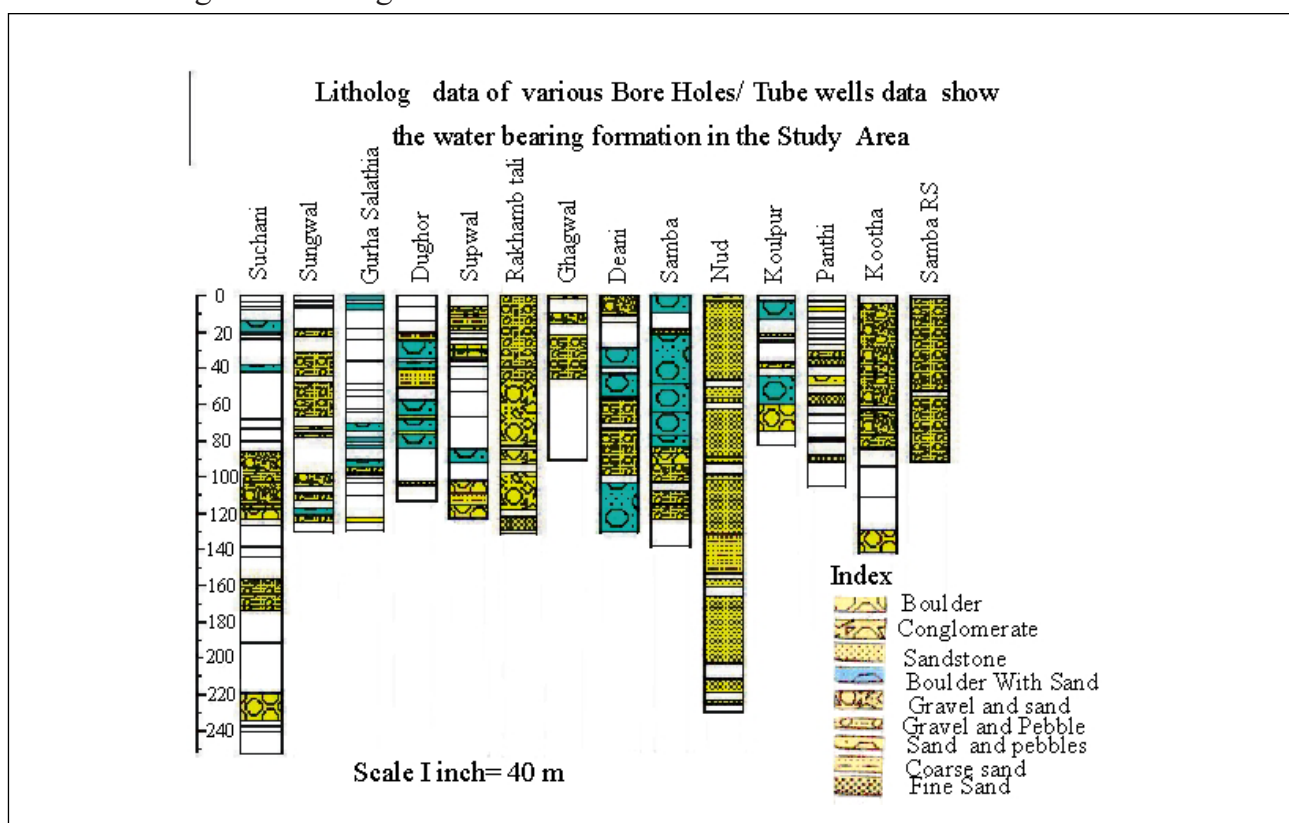 Litholog data of various Bore Holes/ Tube wells data show
the water bearing formation in the Study Area
Suchani
Sungwal
Gurha Salathia
Dughor
Supwal
Rakhamb tali
Ghagwal
Deani
Samba
Nud
Koulpur
Panthi
Kootha
Samba RS
0
20
40
60
80
100
120
140
160
180
200
220
240
Index
Boulder
Conglomerate
Sandstone
Boulder With Sand
Gravel and sand
Gravel and Pebble
Sand and pebbles
Coarse sand
Fine Sand
Scale I inch= 40 m